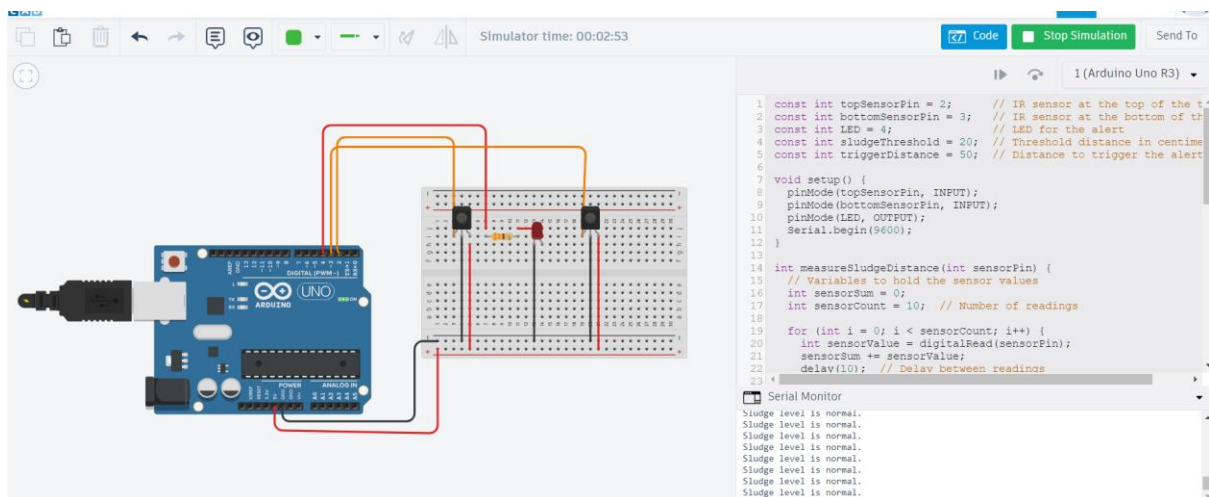 Simulator time: 00:02:53
Code
Stop Simulation
Send To
1 (Arduino Uno R3)
DIGITAL (PWM~)
UNO
ARDUINO
ON
POWER
ANALOG IN
1 const int topSensorPin = 2; // IR sensor at the top of the t
2 const int bottomSensorPin = 3; // IR sensor at the bottom of th
3 const int LED = 4; // LED for the alert
4 const int sludgeThreshold = 20; // Threshold distance in centime
5 const int triggerDistance = 50; // Distance to trigger the alert
6
7 void setup() {
8 pinMode(topSensorPin, INPUT);
9 pinMode(bottomSensorPin, INPUT);
10 pinMode(LED, OUTPUT);
11 Serial.begin(9600);
12 }
13
14 int measureSludgeDistance(int sensorPin) {
15 // Variables to hold the sensor values
16 int sensorSum = 0;
17 int sensorCount = 10; // Number of readings
18
19 for (int i = 0; i < sensorCount; i++) {
20 int sensorValue = digitalRead(sensorPin);
21 sensorSum += sensorValue;
22 delay(10); // Delay between readings
23
Serial Monitor
Sludge level is normal.
Sludge level is normal.
Sludge level is normal.
Sludge level is normal.
Sludge level is normal.
Sludge level is normal.
Sludge level is normal.
Sludge level is normal.